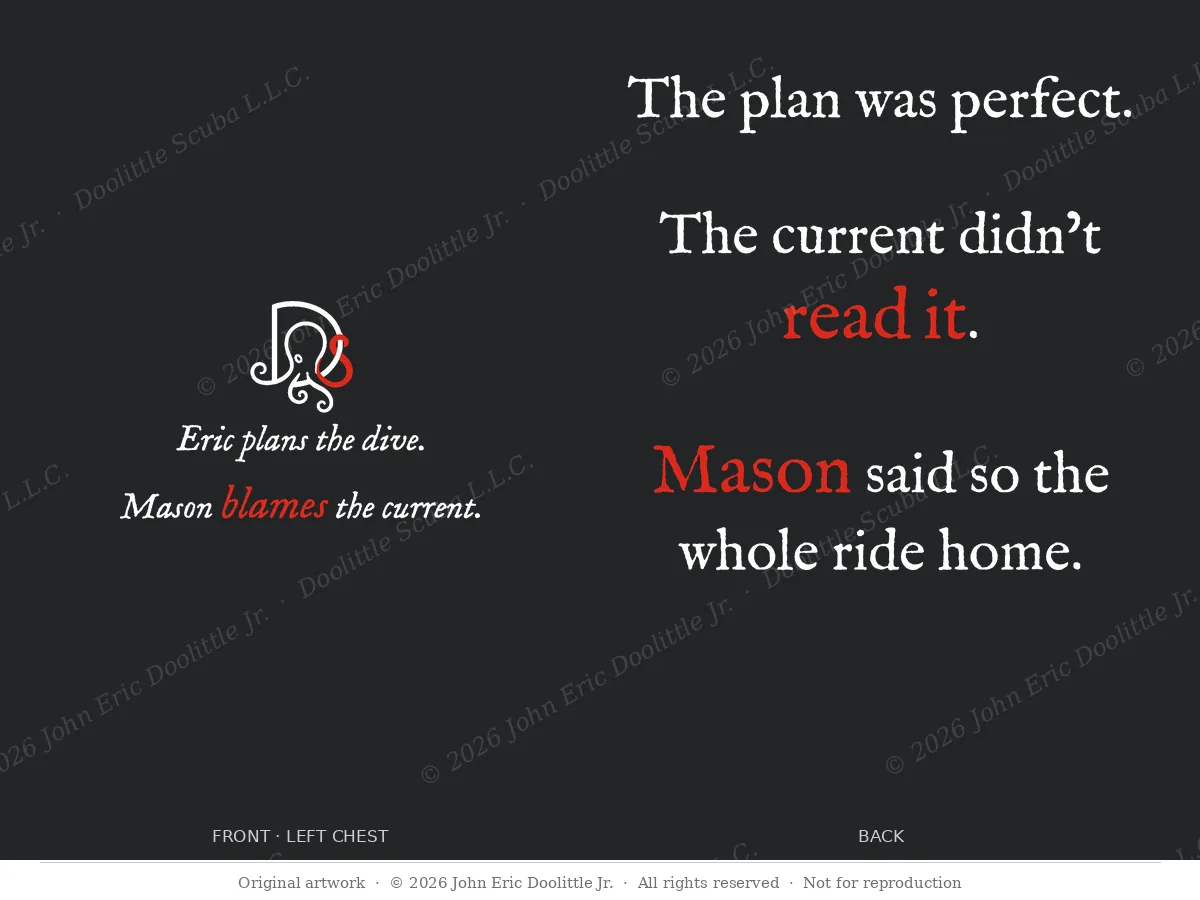 Eric plans the dive.
Mason blames the current.
The plan was perfect.
The current didn’t
read it.
Mason said so the
whole ride home.
FRONT · LEFT CHEST
BACK
© 2026 John Eric Doolittle Jr. · Doolittle Scuba L.L.C.
Original artwork · © 2026 John Eric Doolittle Jr. · All rights reserved · Not for reproduction